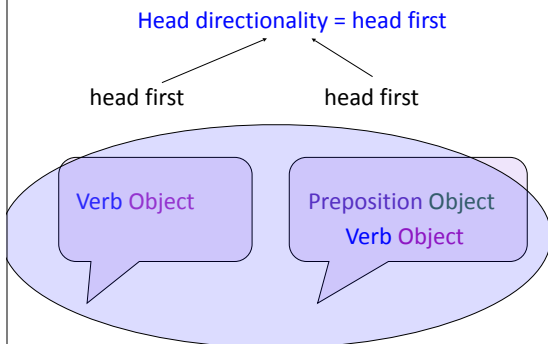 Head directionality = head first
head first
head first
Verb Object
Preposition Object
Verb Object